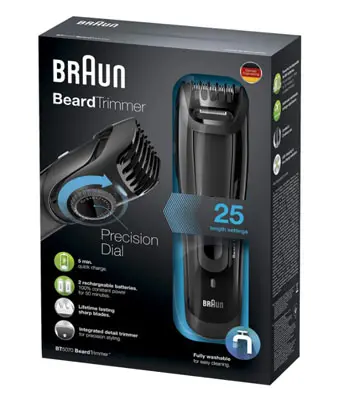 BRAUN
BeardTrimmer
25
length settings
Precision
Dial
5 min.
quick charge.
2 rechargeable batteries.
100% constant power
for 50 minutes.
Lifetime lasting
sharp blades.
Integrated detail trimmer
for precision styling.
BT5070 BeardTrimmer
BRAUN
Fully washable
for easy cleaning.